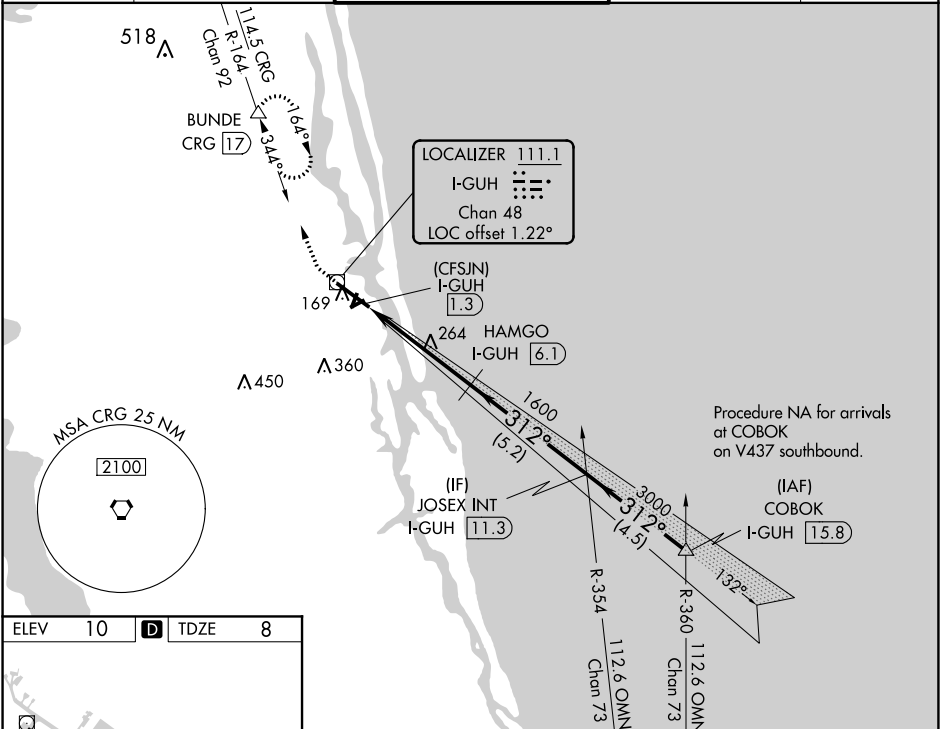 518
114.5 CRG
R-164
Chan 92
BUNDE
CRG 17
344°
164°
LOCALIZER 111.1
I-GUH
Chan 48
LOC offset 1.22°
(CFSJN)
I-GUH
1.3
169
264
HAMGO
I-GUH 6.1
360
450
1600
312°
(5.2)
MSA CRG 25 NM
2100
Procedure NA for arrivals
at COBOK
on V437 southbound.
(IF)
JOSEX INT
I-GUH 11.3
3000
312°
(4.5)
(IAF)
COBOK
I-GUH 15.8
132°
R-354
112.6 OMN
Chan 73
R-360
112.6 OMN
Chan 73
ELEV 10 D TDZE 8